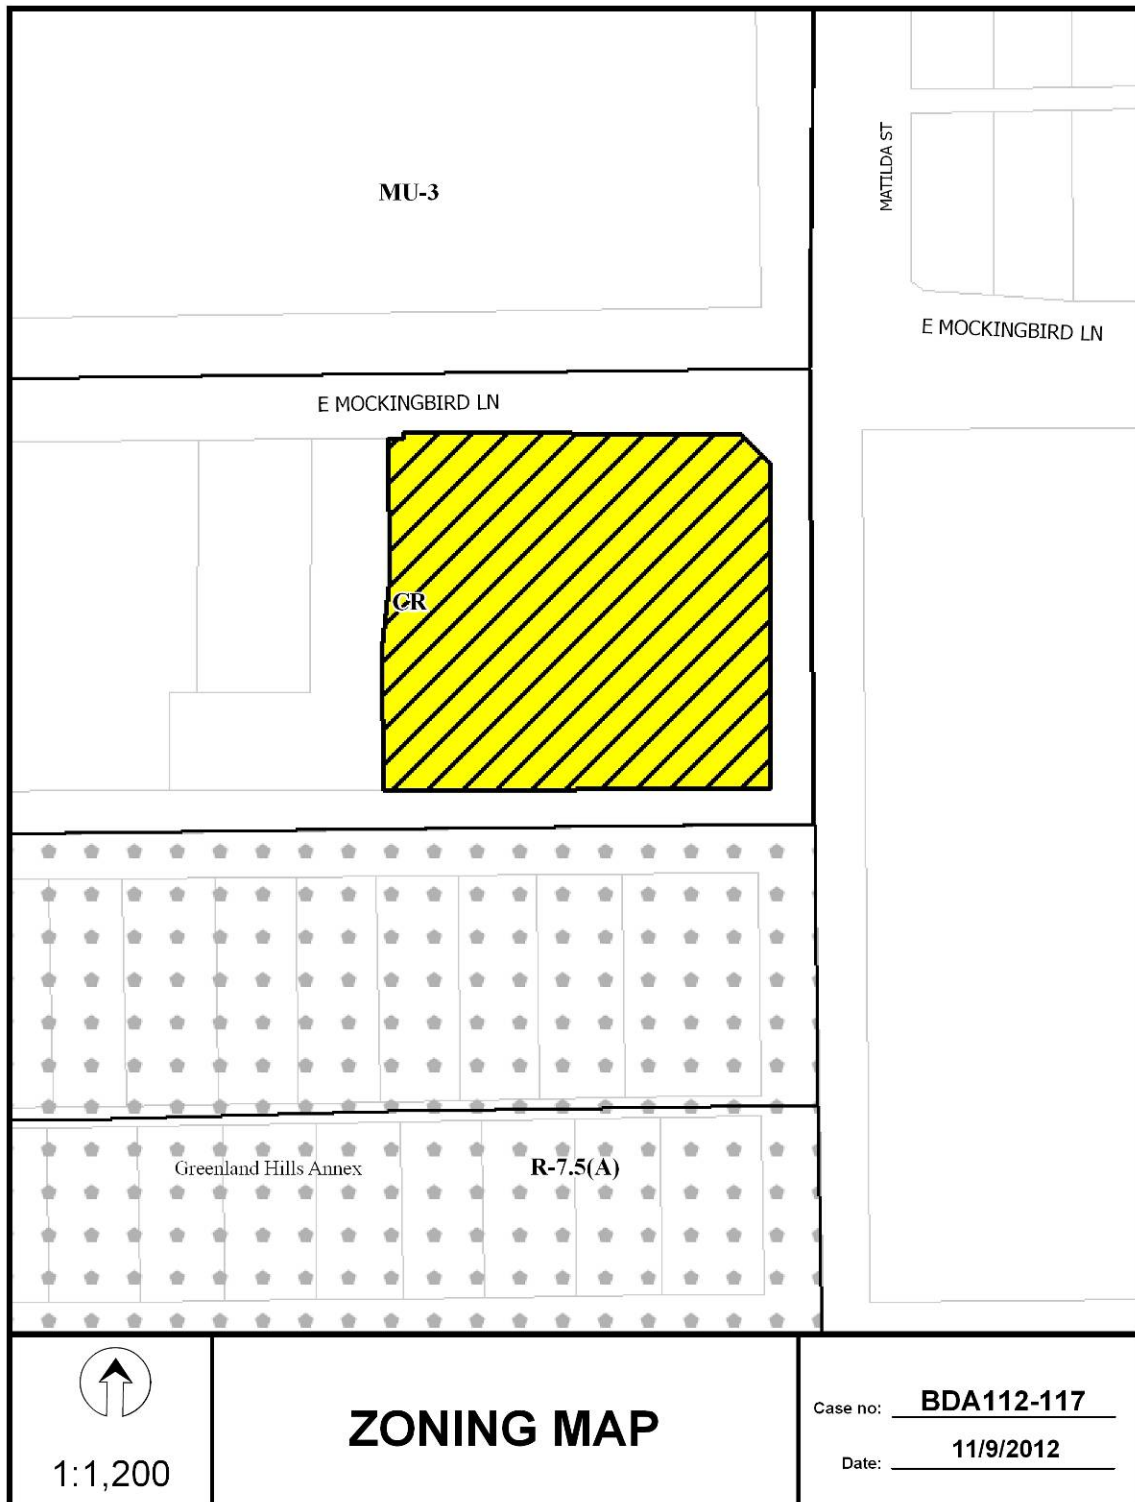 MU-3
MATILDA ST
E MOCKINGBIRD LN
E MOCKINGBIRD LN
CR
Greenland Hills Annex
R-7.5(A)
1:1,200
ZONING MAP
Case no: BDA112-117
Date: 11/9/2012